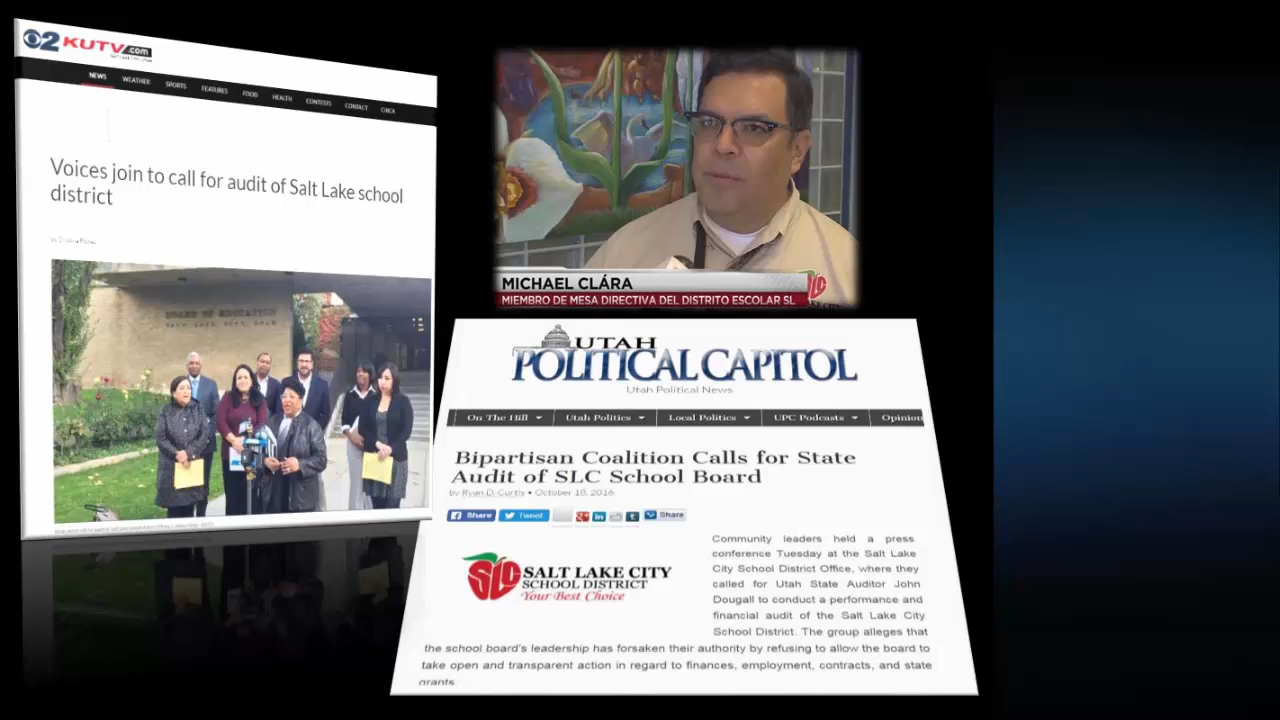 2 KUTV.com
NEWS WEATHER SPORTS FEATURES FOOD HEALTH CONTESTS CONTACT CIRCA
Voices join to call for audit of Salt Lake school
district
BOARD OF EDUCATION
MICHAEL CLÁRA
MIEMBRO DE MESA DIRECTIVA DEL DISTRITO ESCOLAR SL
UTAH
POLITICAL CAPITOL
Utah Political News
On The Hill Utah Politics Local Politics UPC Podcasts Opinion
Bipartisan Coalition Calls for State
Audit of SLC School Board
by Ryan D. Curtis • October 18, 2016
Share Tweet Share
SLC SALT LAKE CITY
SCHOOL DISTRICT
Your Best Choice
Community leaders held a press
conference Tuesday at the Salt Lake
City School District Office, where they
called for Utah State Auditor John
Dougall to conduct a performance and
financial audit of the Salt Lake City
School District. The group alleges that
the school board's leadership has forsaken their authority by refusing to allow the board to
take open and transparent action in regard to finances, employment, contracts, and state
grants.